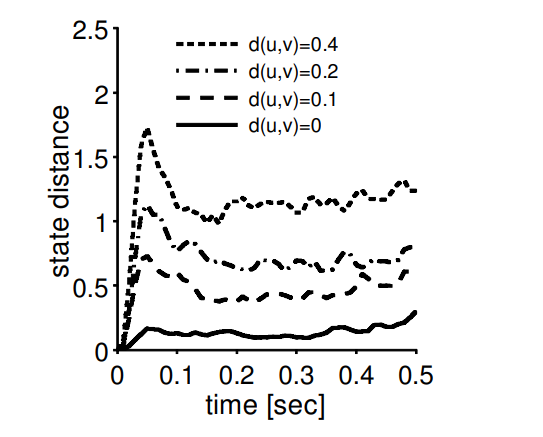 2.5
2
1.5
1
0.5
0
state distance
d(u,v)=0.4
d(u,v)=0.2
d(u,v)=0.1
d(u,v)=0
0 0.1 0.2 0.3 0.4 0.5
time [sec]